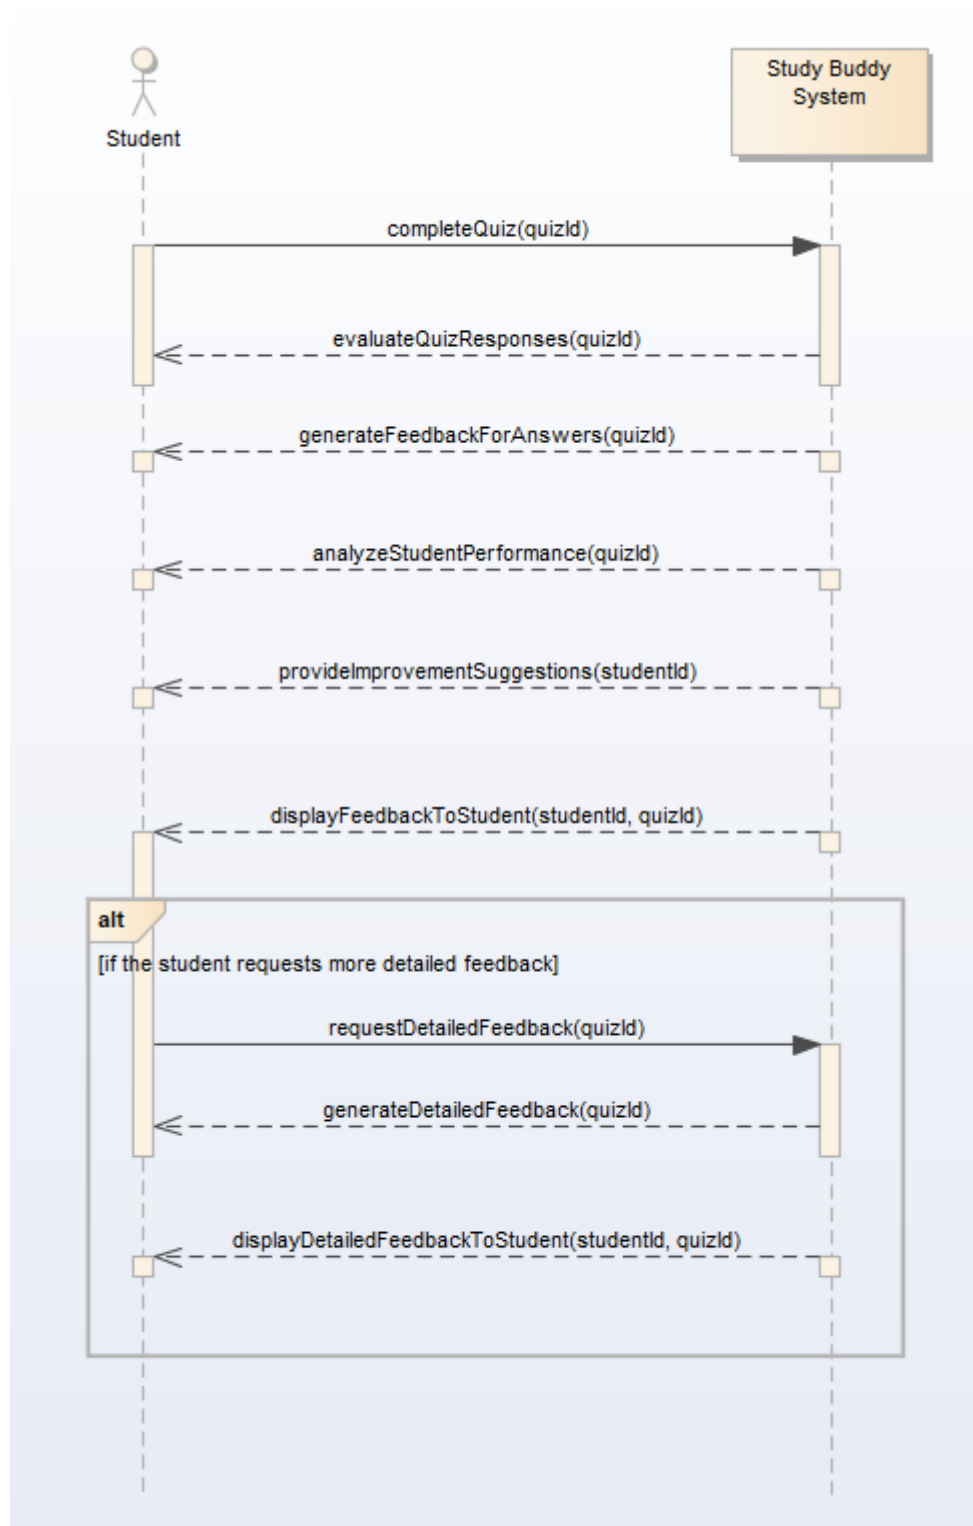 Study Buddy
System
Student
completeQuiz(quizId)
evaluateQuizResponses(quizId)
generateFeedbackForAnswers(quizId)
analyzeStudentPerformance(quizId)
provideImprovementSuggestions(studentId)
displayFeedbackToStudent(studentId, quizId)
alt
[if the student requests more detailed feedback]
requestDetailedFeedback(quizId)
generateDetailedFeedback(quizId)
displayDetailedFeedbackToStudent(studentId, quizId)